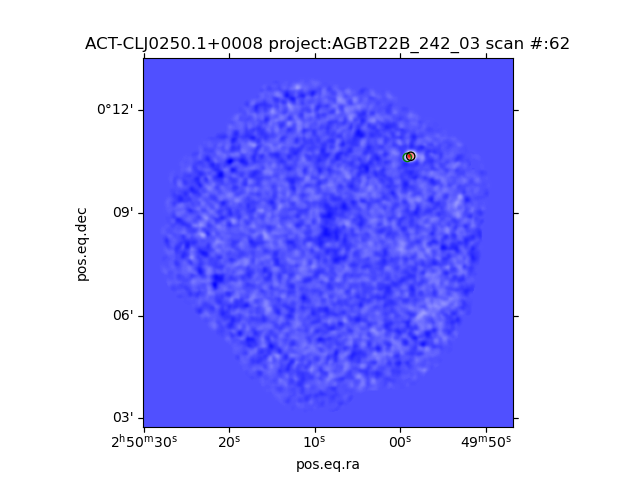 ACT-CLJ0250.1+0008 project:AGBT22B_242_03 scan #:62
0°12'
09'
06'
03'
pos.eq.dec
2ʰ50ᵐ30ˢ 20ˢ 10ˢ 00ˢ 49ᵐ50ˢ
pos.eq.ra